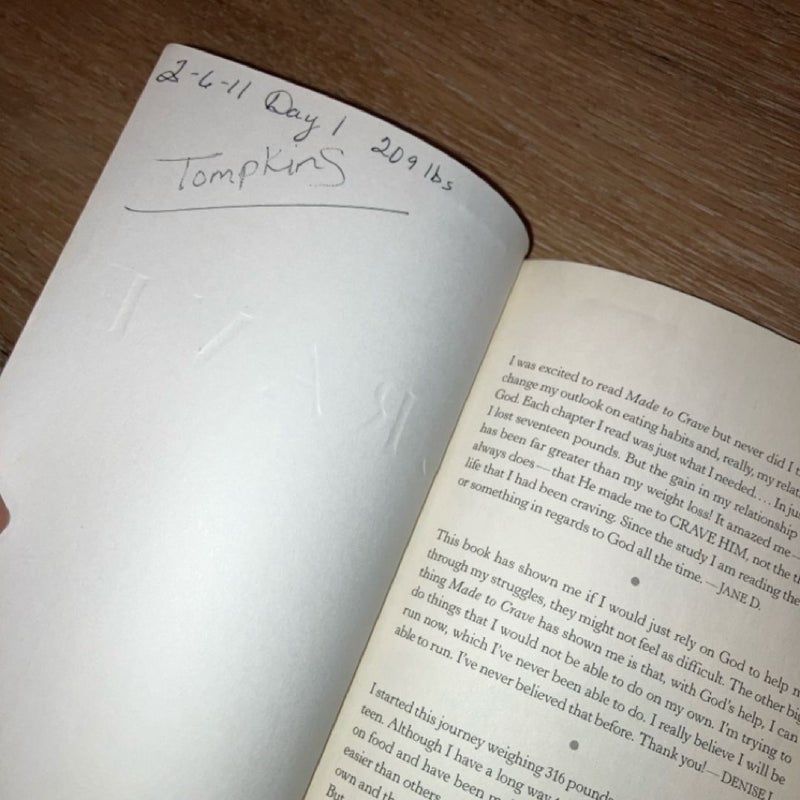 2-6-11 Day 1 209 lbs
Tompkins
I was excited to read Made to Crave but never did I
change my outlook on eating habits and, really, my
God. Each chapter I read was just what I needed.... In
I lost seventeen pounds. But the gain in my relationship
has been far greater than my weight loss! It amazed me—
always does—that He made me to CRAVE HIM, not the
life that I had been craving. Since the study I am reading the
or something in regards to God all the time. —JANE D.
This book has shown me if I would just rely on God to help
through my struggles, they might not feel as difficult. The other
thing Made to Crave has shown me is that, with God's help, I can
do things that I would not be able to do on my own. I'm trying to
run now, which I've never been able to do. I really believe I will be
able to run. I've never believed that before. Thank you! —DENISE
I started this journey weighing 316 pounds
teen. Although I have a long way
on food and have been
easier than others
own and
But